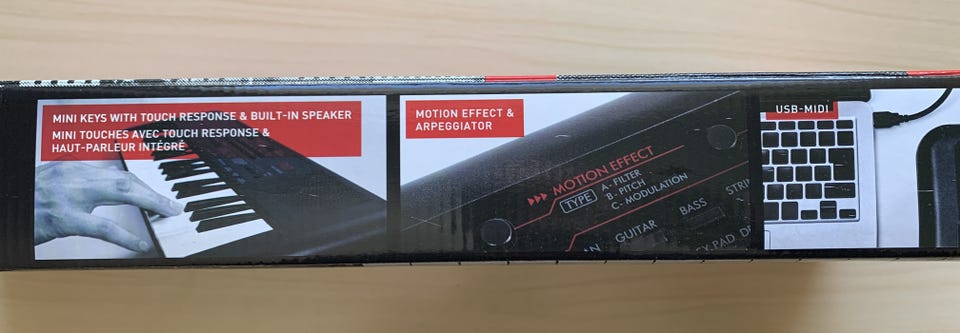 MINI KEYS WITH TOUCH RESPONSE & BUILT-IN SPEAKER
MINI TOUCHES AVEC TOUCH RESPONSE &
HAUT-PARLEUR INTÉGRÉ
MOTION EFFECT &
ARPEGGIATOR
MOTION EFFECT
TYPE
A - FILTER
B - PITCH
C - MODULATION
GUITAR
BASS
USB-MIDI